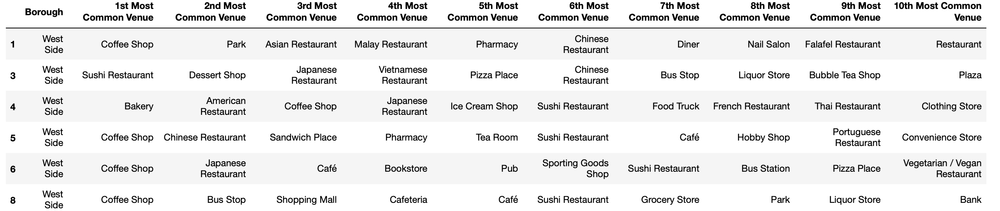 Borough 1st Most Common Venue 2nd Most Common Venue 3rd Most Common Venue 4th Most Common Venue 5th Most Common Venue 6th Most Common Venue 7th Most Common Venue 8th Most Common Venue 9th Most Common Venue 10th Most Common Venue
1 West Side Coffee Shop Park Asian Restaurant Malay Restaurant Pharmacy Chinese Restaurant Diner Nail Salon Falafel Restaurant Restaurant
3 West Side Sushi Restaurant Dessert Shop Japanese Restaurant Vietnamese Restaurant Pizza Place Chinese Restaurant Bus Stop Liquor Store Bubble Tea Shop Plaza
4 West Side Bakery American Restaurant Coffee Shop Japanese Restaurant Ice Cream Shop Sushi Restaurant Food Truck French Restaurant Thai Restaurant Clothing Store
5 West Side Coffee Shop Chinese Restaurant Sandwich Place Pharmacy Tea Room Sushi Restaurant Café Hobby Shop Portuguese Restaurant Convenience Store
6 West Side Coffee Shop Japanese Restaurant Café Bookstore Pub Sporting Goods Shop Sushi Restaurant Bus Station Pizza Place Vegetarian / Vegan Restaurant
8 West Side Coffee Shop Bus Stop Shopping Mall Cafeteria Café Sushi Restaurant Grocery Store Park Liquor Store Bank